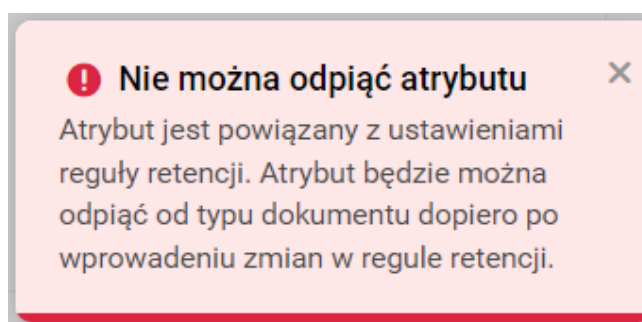 Nie można odpiąć atrybutu
Atrybut jest powiązany z ustawieniami
reguły retencji. Atrybut będzie można
odpiąć od typu dokumentu dopiero po
wprowadeniu zmian w regule retencji.